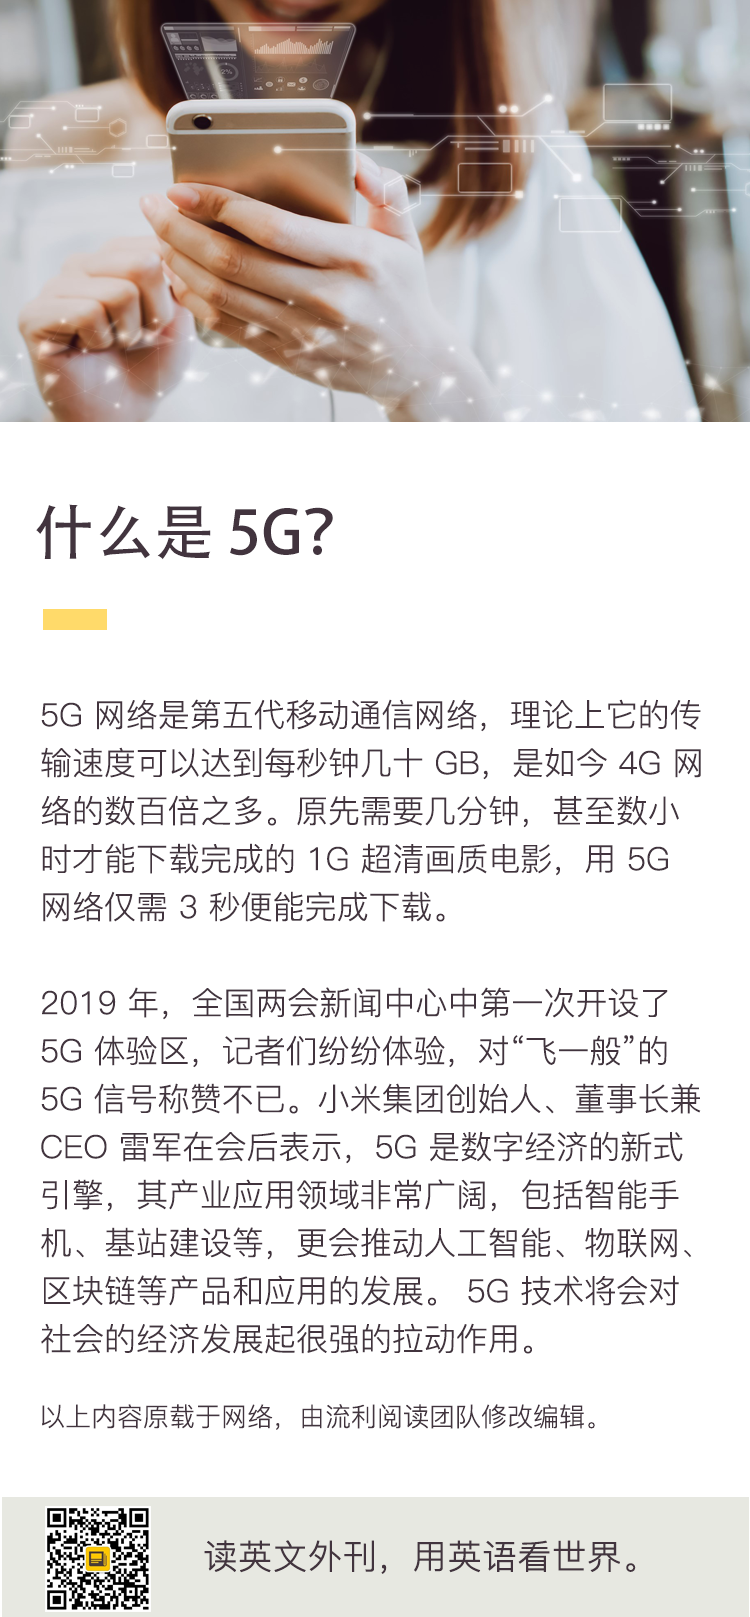 什么是 5G?
5G 网络是第五代移动通信网络，理论上它的传
输速度可以达到每秒钟几十 GB，是如今 4G 网
络的数百倍之多。原先需要几分钟，甚至数小
时才能下载完成的 1G 超清画质电影，用 5G
网络仅需 3 秒便能完成下载。
2019 年，全国两会新闻中心中第一次开设了
5G 体验区，记者们纷纷体验，对“飞一般”的
5G 信号称赞不已。小米集团创始人、董事长兼
CEO 雷军在会后表示，5G 是数字经济的新式
引擎，其产业应用领域非常广阔，包括智能手
机、基站建设等，更会推动人工智能、物联网、
区块链等产品和应用的发展。 5G 技术将会对
社会的经济发展起很强的拉动作用。
以上内容原载于网络，由流利阅读团队修改编辑。
读英文外刊，用英语看世界。